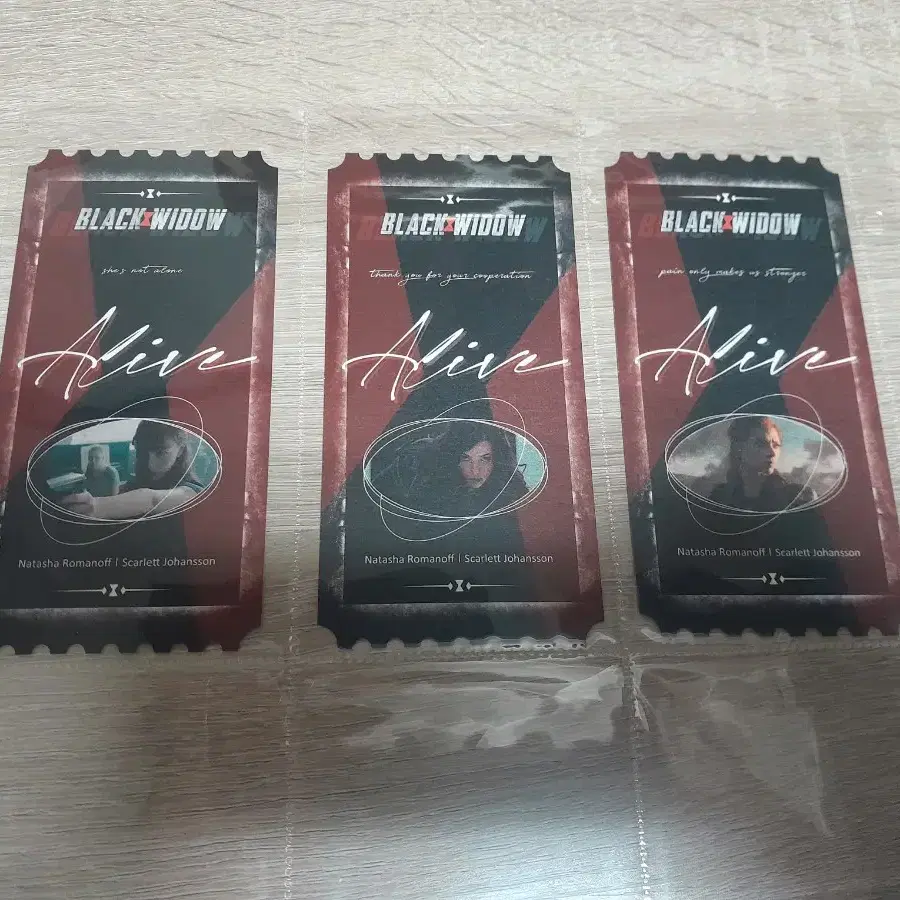 BLACK WIDOW
she's not alone
Alive
Natasha Romanoff | Scarlett Johansson
BLACK WIDOW
thank you for your cooperation
Alive
Natasha Romanoff | Scarlett Johansson
BLACK WIDOW
pain only makes us stronger
Alive
Natasha Romanoff | Scarlett Johansson